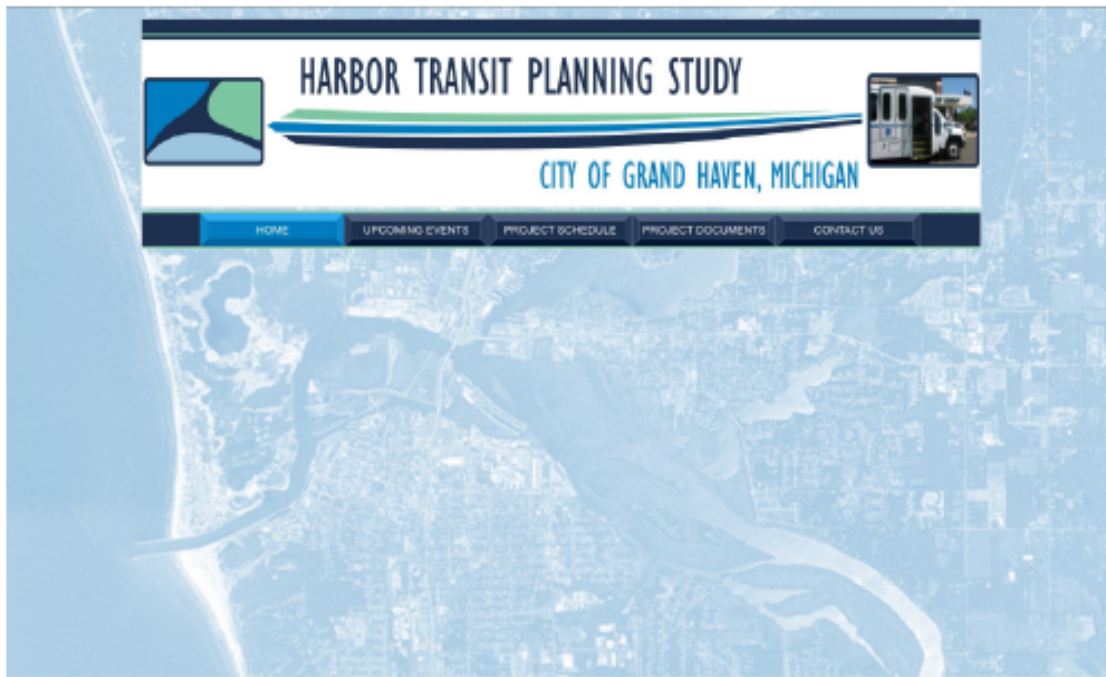 HARBOR TRANSIT PLANNING STUDY
CITY OF GRAND HAVEN, MICHIGAN
HOME UPCOMING EVENTS PROJECT SCHEDULE PROJECT DOCUMENTS CONTACT US